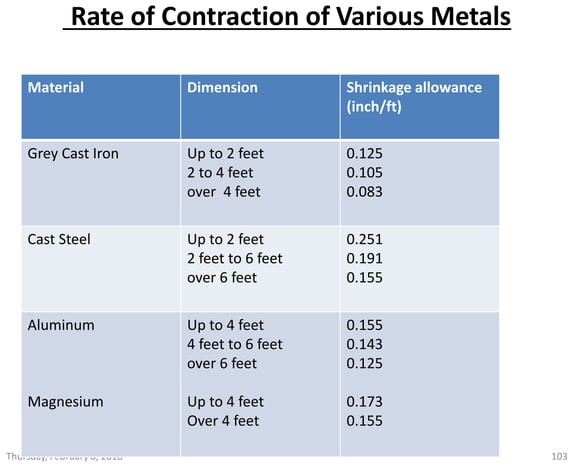 Rate of Contraction of Various Metals
Material Dimension Shrinkage allowance
(inch/ft)
Grey Cast Iron Up to 2 feet 0.125
2 to 4 feet 0.105
over 4 feet 0.083
Cast Steel Up to 2 feet 0.251
2 feet to 6 feet 0.191
over 6 feet 0.155
Aluminum Up to 4 feet 0.155
4 feet to 6 feet 0.143
over 6 feet 0.125
Magnesium Up to 4 feet 0.173
Over 4 feet 0.155
Thursday, February
103